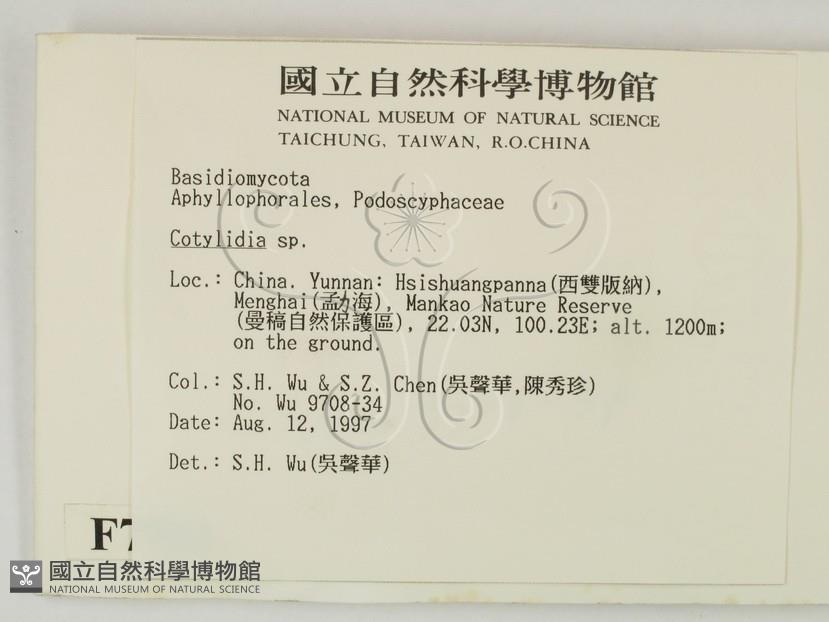 國立自然科學博物館
NATIONAL MUSEUM OF NATURAL SCIENCE
TAICHUNG, TAIWAN, R.O.CHINA
Basidiomycota
Aphyllophorales, Podoscyphaceae
Cotylidia sp.
Loc.: China. Yunnan: Hsishuangpanna(西雙版納),
Menghai(孟海), Mankao Nature Reserve
(曼稿自然保護區), 22.03N, 100.23E; alt. 1200m;
on the ground.
Col.: S.H. Wu & S.Z. Chen(吳聲華,陳秀珍)
No. Wu 9708-34
Date: Aug. 12, 1997
Det.: S.H. Wu(吳聲華)
F7
國立自然科學博物館
NATIONAL MUSEUM OF NATURAL SCIENCE